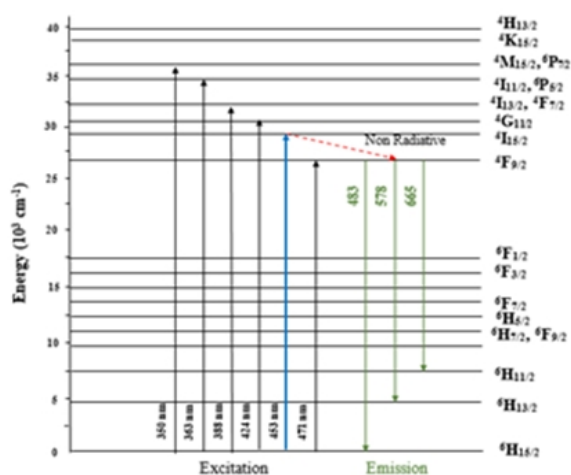 40
35
30
25
20
15
10
5
0
Energy (10³ cm⁻¹)
⁴H₁₃/₂
⁴K₁₅/₂
⁴M₁₅/₂, ⁶P₇/₂
⁴I₁₁/₂, ⁶P₅/₂
⁴I₁₃/₂, ⁴F₇/₂
⁴G₁₁/₂
⁴I₁₅/₂
⁴F₉/₂
⁶F₁/₂
⁶F₃/₂
⁶F₇/₂
⁶H₅/₂
⁶H₇/₂, ⁶F₉/₂
⁶H₁₁/₂
⁶H₁₃/₂
⁶H₁₅/₂
Non Radiative
483
578
665
350 nm
363 nm
388 nm
424 nm
453 nm
471 nm
Excitation
Emission